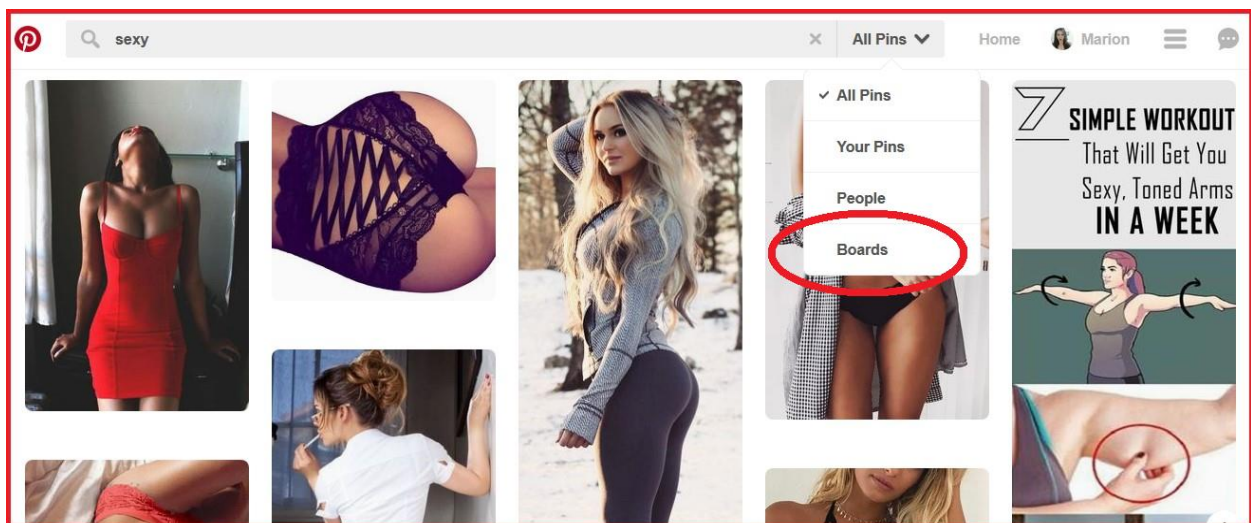 sexy
All Pins
Home
Marion
All Pins
Your Pins
People
Boards
7 SIMPLE WORKOUT
That Will Get You
Sexy, Toned Arms
IN A WEEK